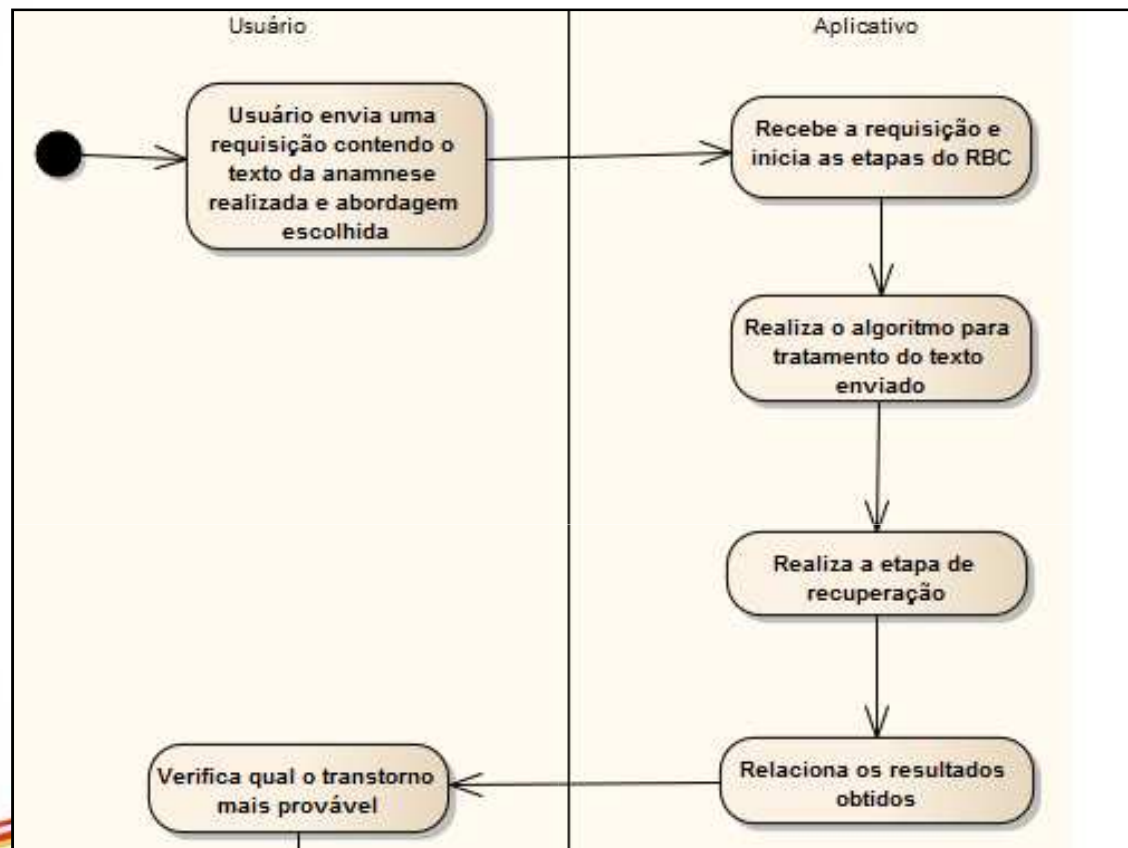 Usuário
Aplicativo
Usuário envia uma
requisição contendo o
texto da anamnese
realizada e abordagem
escolhida
Recebe a requisição e
inicia as etapas do RBC
Realiza o algoritmo para
tratamento do texto
enviado
Realiza a etapa de
recuperação
Relaciona os resultados
obtidos
Verifica qual o transtorno
mais provável